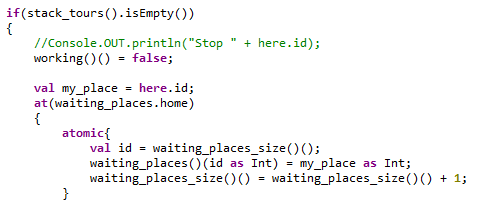 if(stack_tours().isEmpty())
{
    //Console.OUT.println("Stop " + here.id);
    working()() = false;

    val my_place = here.id;
    at(waiting_places.home)
    {
        atomic{
            val id = waiting_places_size()();
            waiting_places()(id as Int) = my_place as Int;
            waiting_places_size()() = waiting_places_size()() + 1;
        }